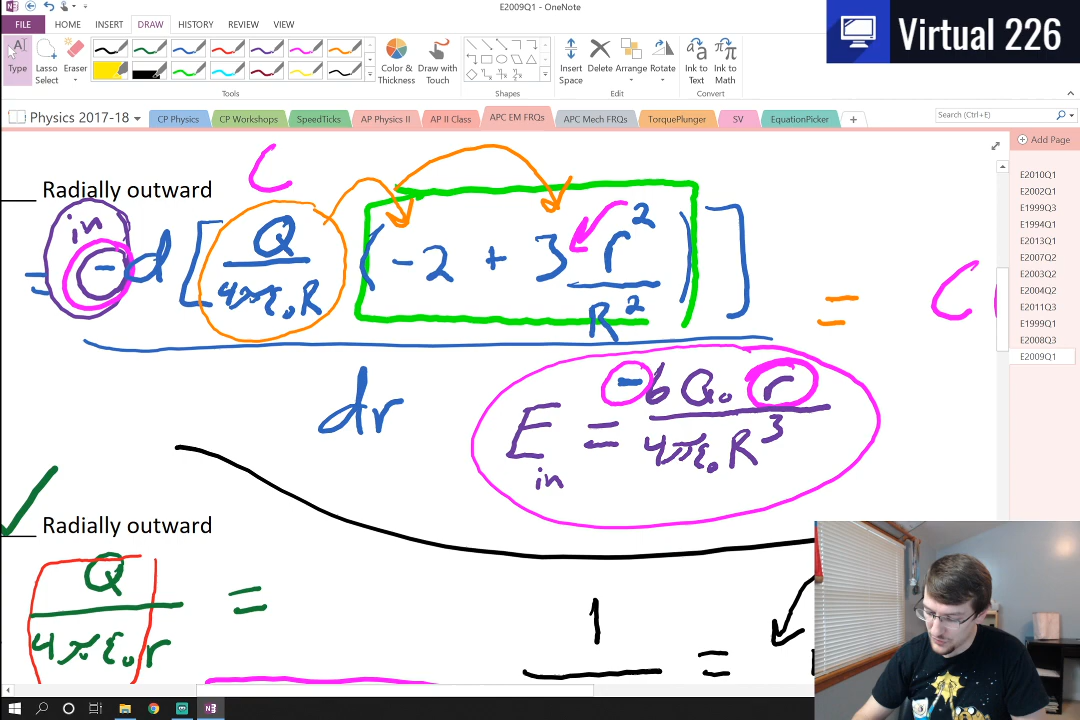 E2009Q1 - OneNote
FILE HOME INSERT DRAW HISTORY REVIEW VIEW
Virtual 226
Type Lasso Select Eraser Color & Thickness Draw with Touch Insert Space Delete Arrange Rotate Ink to Text Ink to Math
Tools Shapes Edit Convert
Physics 2017-18 CP Physics CP Workshops SpeedTicks AP Physics II AP II Class APC EM FRQs APC Mech FRQs TorquePlunger SV EquationPicker + Search (Ctrl+E)
Add Page
E2010Q1
E2002Q1
E1999Q3
E1994Q1
E2013Q1
E2007Q2
E2003Q2
E2004Q2
E2011Q3
E1999Q1
E2008Q3
E2009Q1
C
___ Radially outward
in
= - d [ Q / 4πε₀R ( -2 + 3 r² / R² ) ] = C
dr
E in = -6Q₀ r / 4πε₀R³
✓ Radially outward
Q / 4πε₀r =
1 =